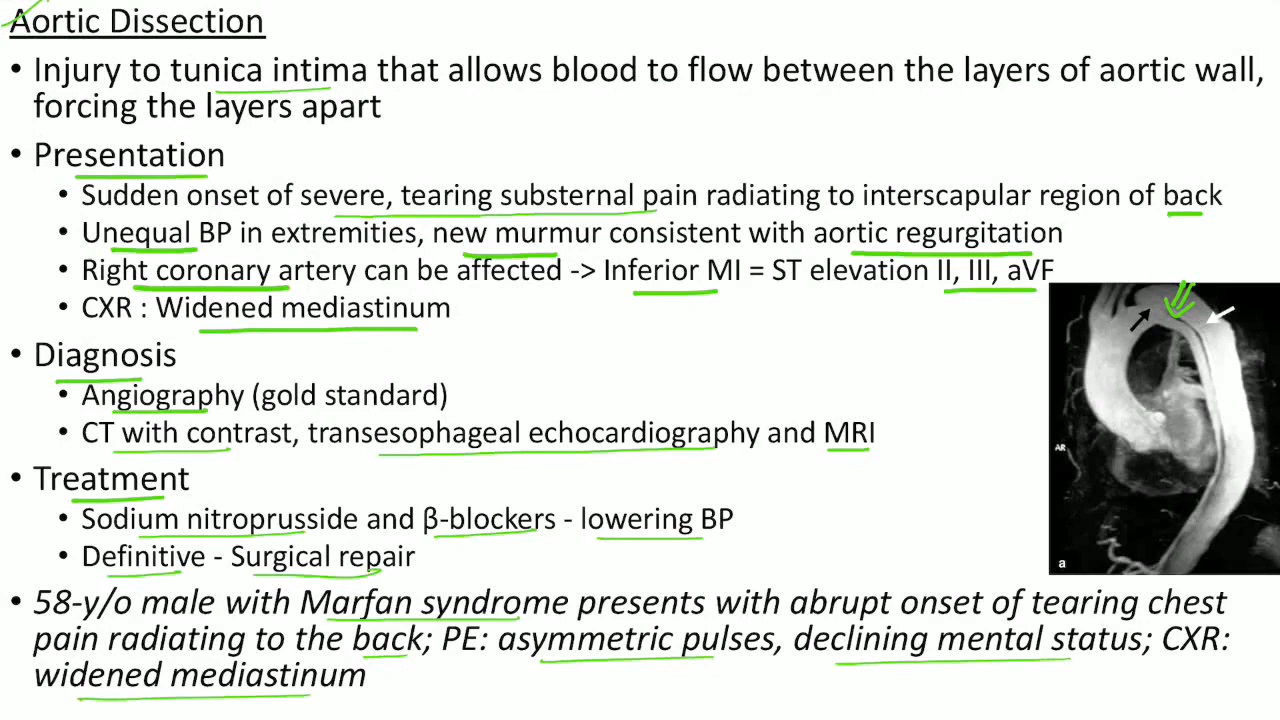 Aortic Dissection
• Injury to tunica intima that allows blood to flow between the layers of aortic wall,
forcing the layers apart
• Presentation
• Sudden onset of severe, tearing substernal pain radiating to interscapular region of back
• Unequal BP in extremities, new murmur consistent with aortic regurgitation
• Right coronary artery can be affected -> Inferior MI = ST elevation II, III, aVF
• CXR : Widened mediastinum
• Diagnosis
• Angiography (gold standard)
• CT with contrast, transesophageal echocardiography and MRI
AR
• Treatment
• Sodium nitroprusside and β-blockers - lowering BP
• Definitive - Surgical repair
a
• 58-y/o male with Marfan syndrome presents with abrupt onset of tearing chest
pain radiating to the back; PE: asymmetric pulses, declining mental status; CXR:
widened mediastinum